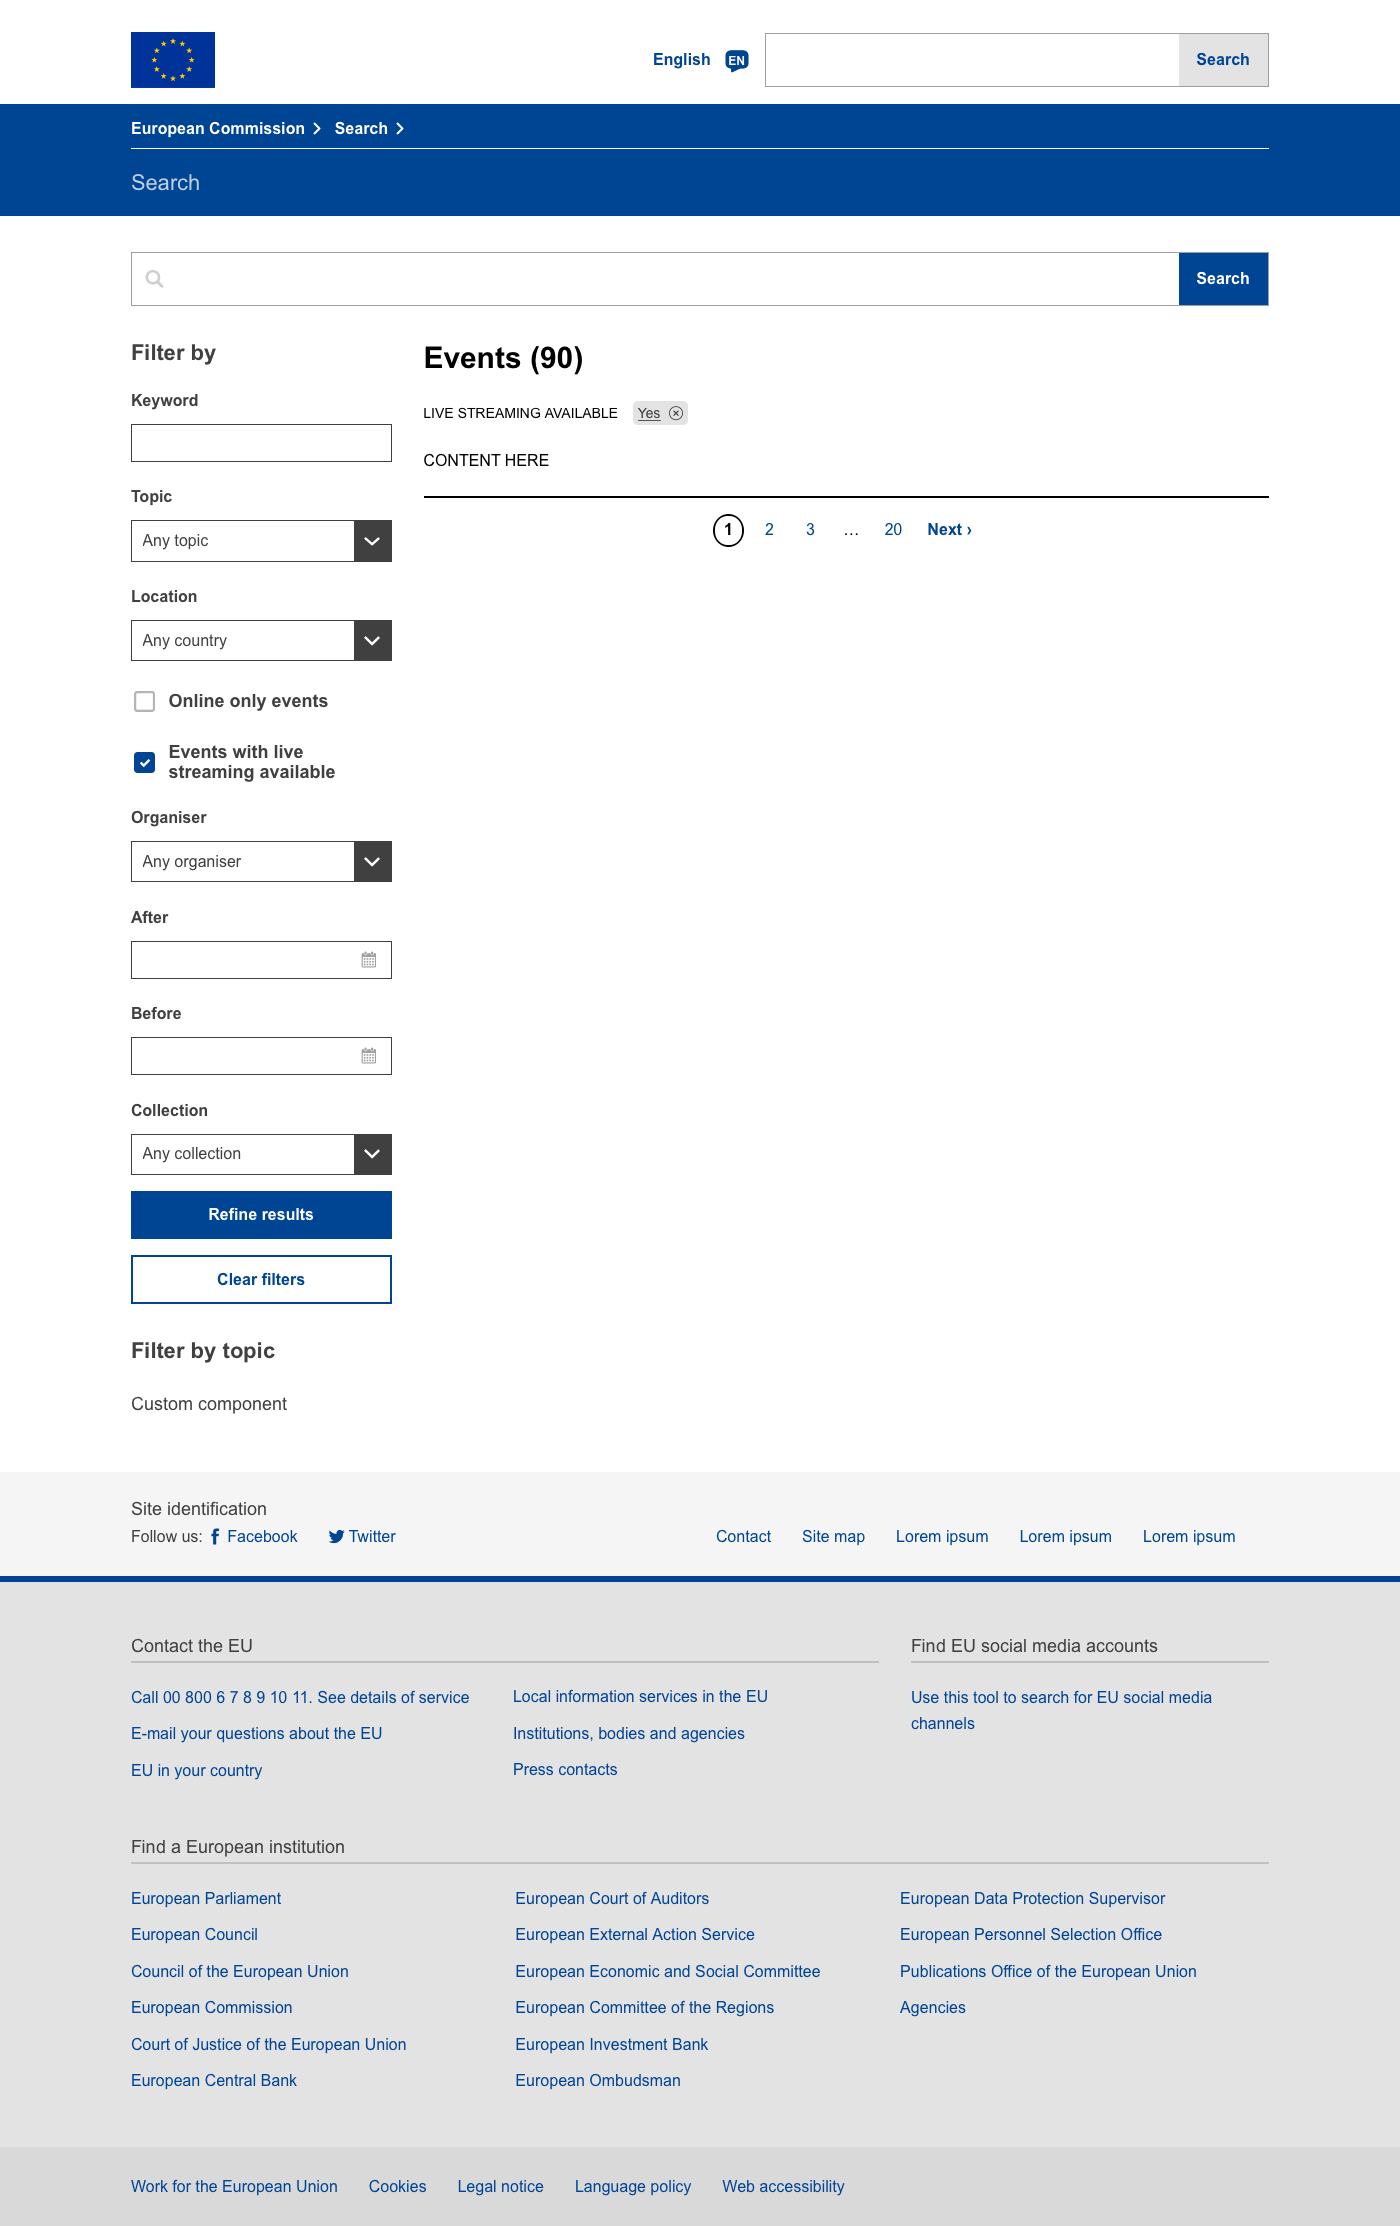 English EN Search
European Commission Search
Search
Search
Filter by
Keyword
Topic
Any topic
Location
Any country
Online only events
Events with live
streaming available
Organiser
Any organiser
After
Before
Collection
Any collection
Refine results
Clear filters
Filter by topic
Custom component
Events (90)
LIVE STREAMING AVAILABLE Yes
CONTENT HERE
1 2 3 … 20 Next ›
Site identification
Follow us: Facebook Twitter
Contact Site map Lorem ipsum Lorem ipsum Lorem ipsum
Contact the EU
Call 00 800 6 7 8 9 10 11. See details of service
E-mail your questions about the EU
EU in your country
Local information services in the EU
Institutions, bodies and agencies
Press contacts
Find EU social media accounts
Use this tool to search for EU social media
channels
Find a European institution
European Parliament
European Council
Council of the European Union
European Commission
Court of Justice of the European Union
European Central Bank
European Court of Auditors
European External Action Service
European Economic and Social Committee
European Committee of the Regions
European Investment Bank
European Ombudsman
European Data Protection Supervisor
European Personnel Selection Office
Publications Office of the European Union
Agencies
Work for the European Union Cookies Legal notice Language policy Web accessibility